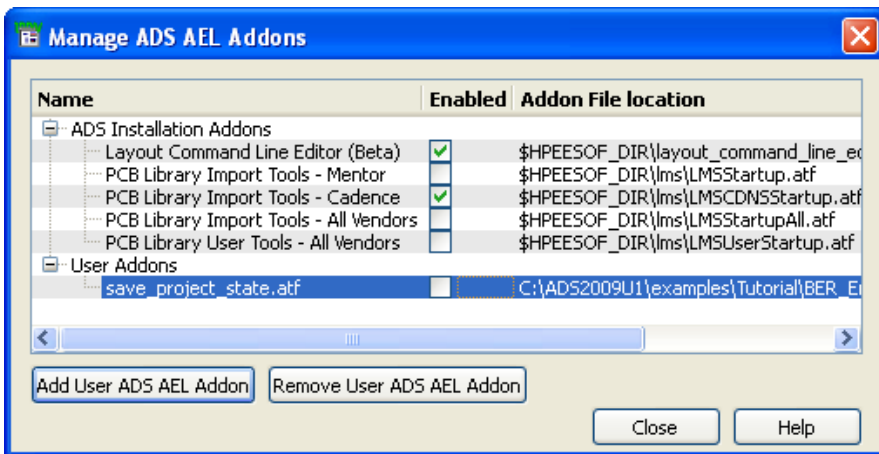 Manage ADS AEL Addons
Name Enabled Addon File location
ADS Installation Addons
Layout Command Line Editor (Beta) $HPEESOF_DIR\layout_command_line_ed
PCB Library Import Tools - Mentor $HPEESOF_DIR\lms\LMSStartup.atf
PCB Library Import Tools - Cadence $HPEESOF_DIR\lms\LMSCDNSStartup.atf
PCB Library Import Tools - All Vendors $HPEESOF_DIR\lms\LMSStartupAll.atf
PCB Library User Tools - All Vendors $HPEESOF_DIR\lms\LMSUserStartup.atf
User Addons
save_project_state.atf C:\ADS2009U1\examples\Tutorial\BER_E
Add User ADS AEL Addon Remove User ADS AEL Addon
Close Help